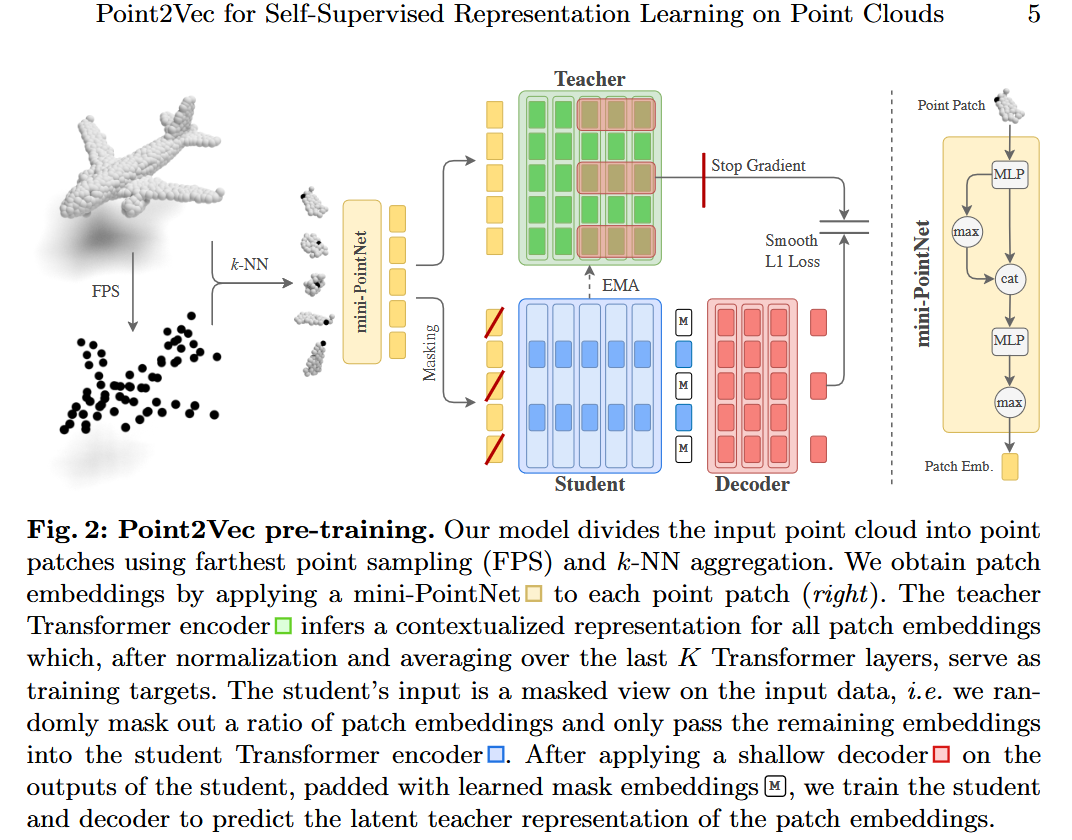 Point2Vec for Self-Supervised Representation Learning on Point Clouds 5
Teacher
Point Patch
Stop Gradient
MLP
max
k-NN
mini-PointNet
Smooth
L1 Loss
mini-PointNet
cat
FPS
EMA
Masking
M
MLP
M
max
M
Student
Decoder
Patch Emb.
Fig. 2: Point2Vec pre-training. Our model divides the input point cloud into point
patches using farthest point sampling (FPS) and k-NN aggregation. We obtain patch
embeddings by applying a mini-PointNet to each point patch (right). The teacher
Transformer encoder infers a contextualized representation for all patch embeddings
which, after normalization and averaging over the last K Transformer layers, serve as
training targets. The student's input is a masked view on the input data, i.e. we ran-
domly mask out a ratio of patch embeddings and only pass the remaining embeddings
into the student Transformer encoder . After applying a shallow decoder on the
outputs of the student, padded with learned mask embeddings M, we train the student
and decoder to predict the latent teacher representation of the patch embeddings.